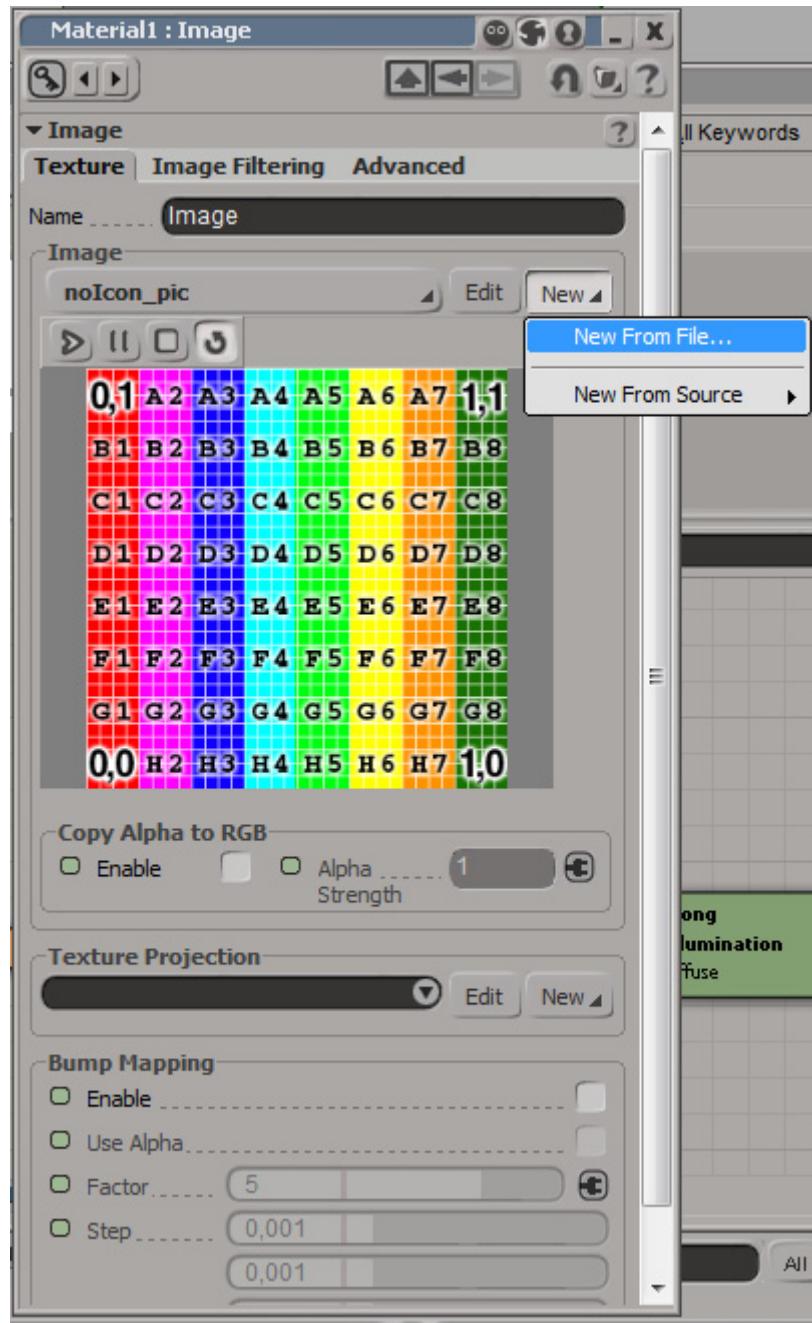 Material1 : Image
Image
ll Keywords
Texture Image Filtering Advanced
Name Image
Image
noIcon_pic Edit New
New From File...
New From Source
0,1 A2 A3 A4 A5 A6 A7 1,1
B1 B2 B3 B4 B5 B6 B7 B8
C1 C2 C3 C4 C5 C6 C7 C8
D1 D2 D3 D4 D5 D6 D7 D8
E1 E2 E3 E4 E5 E6 E7 E8
F1 F2 F3 F4 F5 F6 F7 F8
G1 G2 G3 G4 G5 G6 G7 G8
0,0 H2 H3 H4 H5 H6 H7 1,0
Copy Alpha to RGB
Enable Alpha Strength 1
Texture Projection
Edit New
ong
lumination
ffuse
Bump Mapping
Enable
Use Alpha
Factor 5
Step 0,001
0,001
All